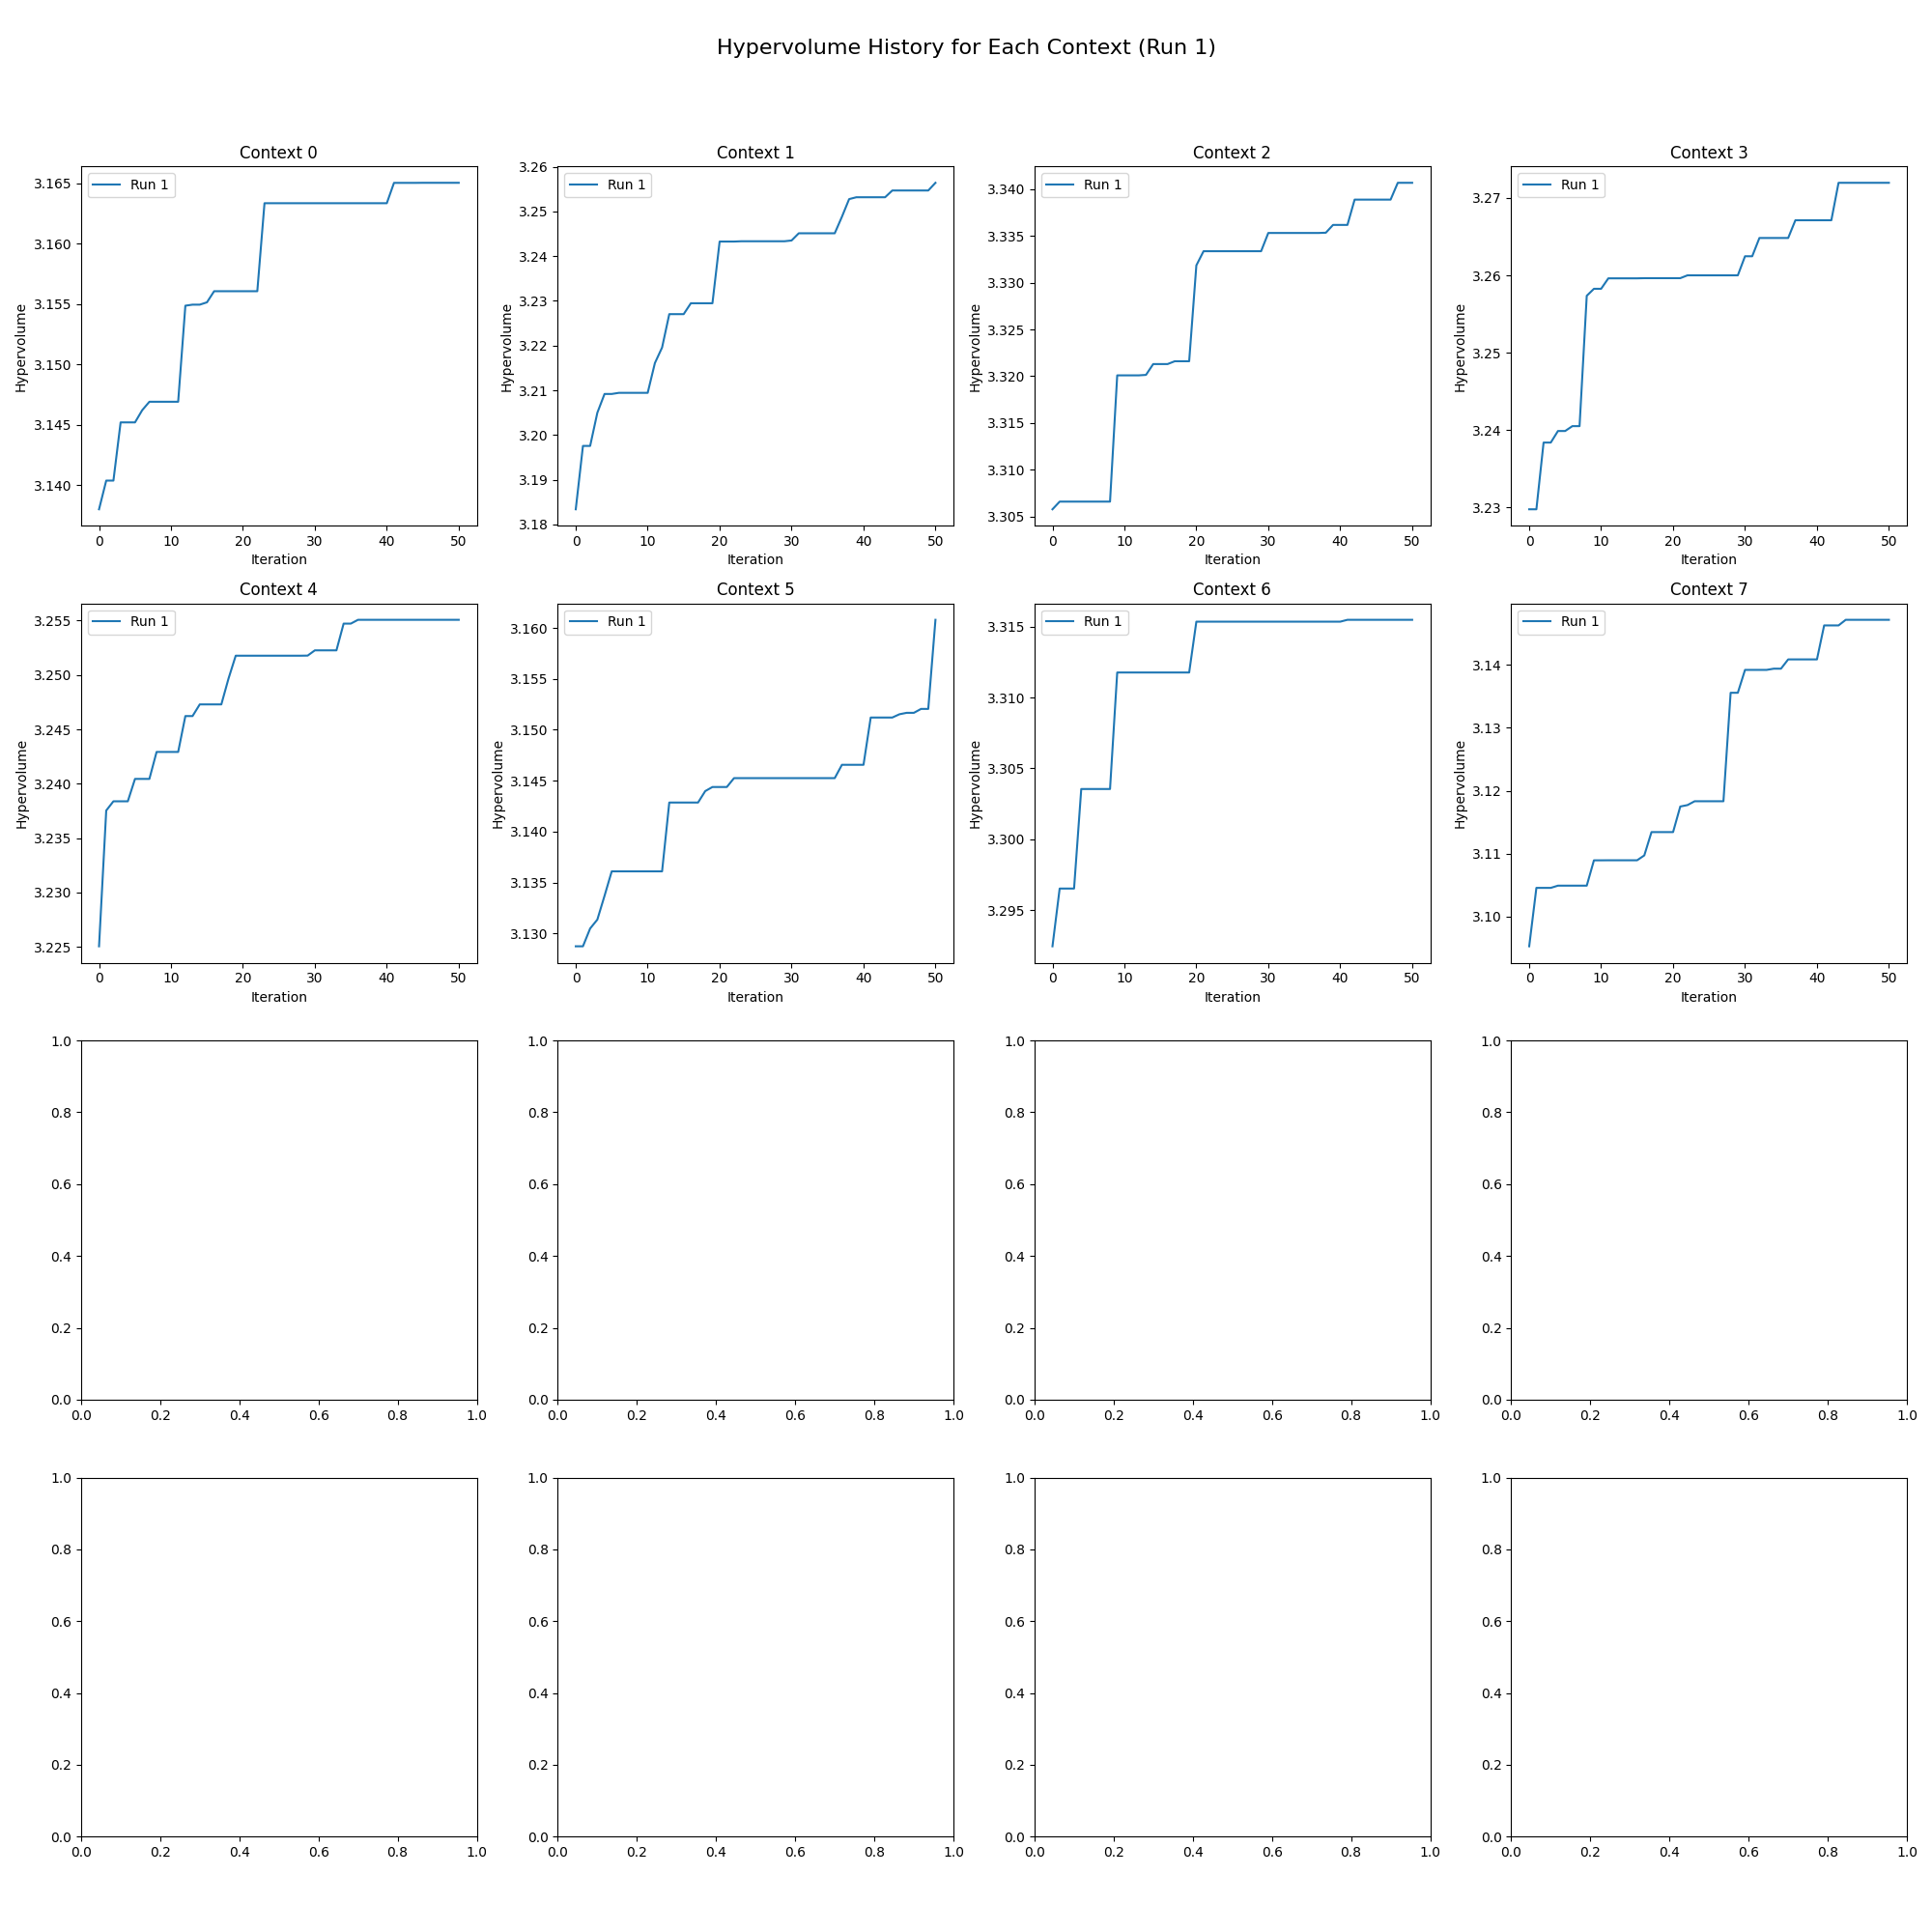 Hypervolume History for Each Context (Run 1)
Context 0
Run 1
3.165
3.160
3.155
3.150
3.145
3.140
Hypervolume
0 10 20 30 40 50
Iteration
Context 1
Run 1
3.26
3.25
3.24
3.23
3.22
3.21
3.20
3.19
3.18
Hypervolume
0 10 20 30 40 50
Iteration
Context 2
Run 1
3.340
3.335
3.330
3.325
3.320
3.315
3.310
3.305
Hypervolume
0 10 20 30 40 50
Iteration
Context 3
Run 1
3.27
3.26
3.25
3.24
3.23
Hypervolume
0 10 20 30 40 50
Iteration
Context 4
Run 1
3.255
3.250
3.245
3.240
3.235
3.230
3.225
Hypervolume
0 10 20 30 40 50
Iteration
Context 5
Run 1
3.160
3.155
3.150
3.145
3.140
3.135
3.130
Hypervolume
0 10 20 30 40 50
Iteration
Context 6
Run 1
3.315
3.310
3.305
3.300
3.295
Hypervolume
0 10 20 30 40 50
Iteration
Context 7
Run 1
3.14
3.13
3.12
3.11
3.10
Hypervolume
0 10 20 30 40 50
Iteration
1.0
0.8
0.6
0.4
0.2
0.0
0.0 0.2 0.4 0.6 0.8 1.0
1.0
0.8
0.6
0.4
0.2
0.0
0.0 0.2 0.4 0.6 0.8 1.0
1.0
0.8
0.6
0.4
0.2
0.0
0.0 0.2 0.4 0.6 0.8 1.0
1.0
0.8
0.6
0.4
0.2
0.0
0.0 0.2 0.4 0.6 0.8 1.0
1.0
0.8
0.6
0.4
0.2
0.0
0.0 0.2 0.4 0.6 0.8 1.0
1.0
0.8
0.6
0.4
0.2
0.0
0.0 0.2 0.4 0.6 0.8 1.0
1.0
0.8
0.6
0.4
0.2
0.0
0.0 0.2 0.4 0.6 0.8 1.0
1.0
0.8
0.6
0.4
0.2
0.0
0.0 0.2 0.4 0.6 0.8 1.0